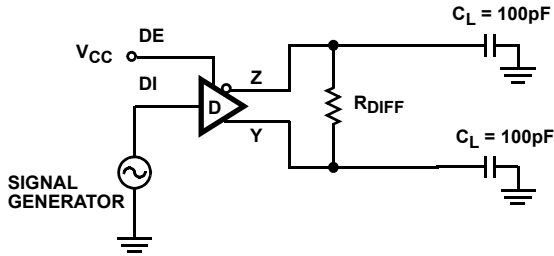 C_L = 100pF
DE
V_CC
DI
Z
D
R_DIFF
Y
C_L = 100pF
SIGNAL
GENERATOR